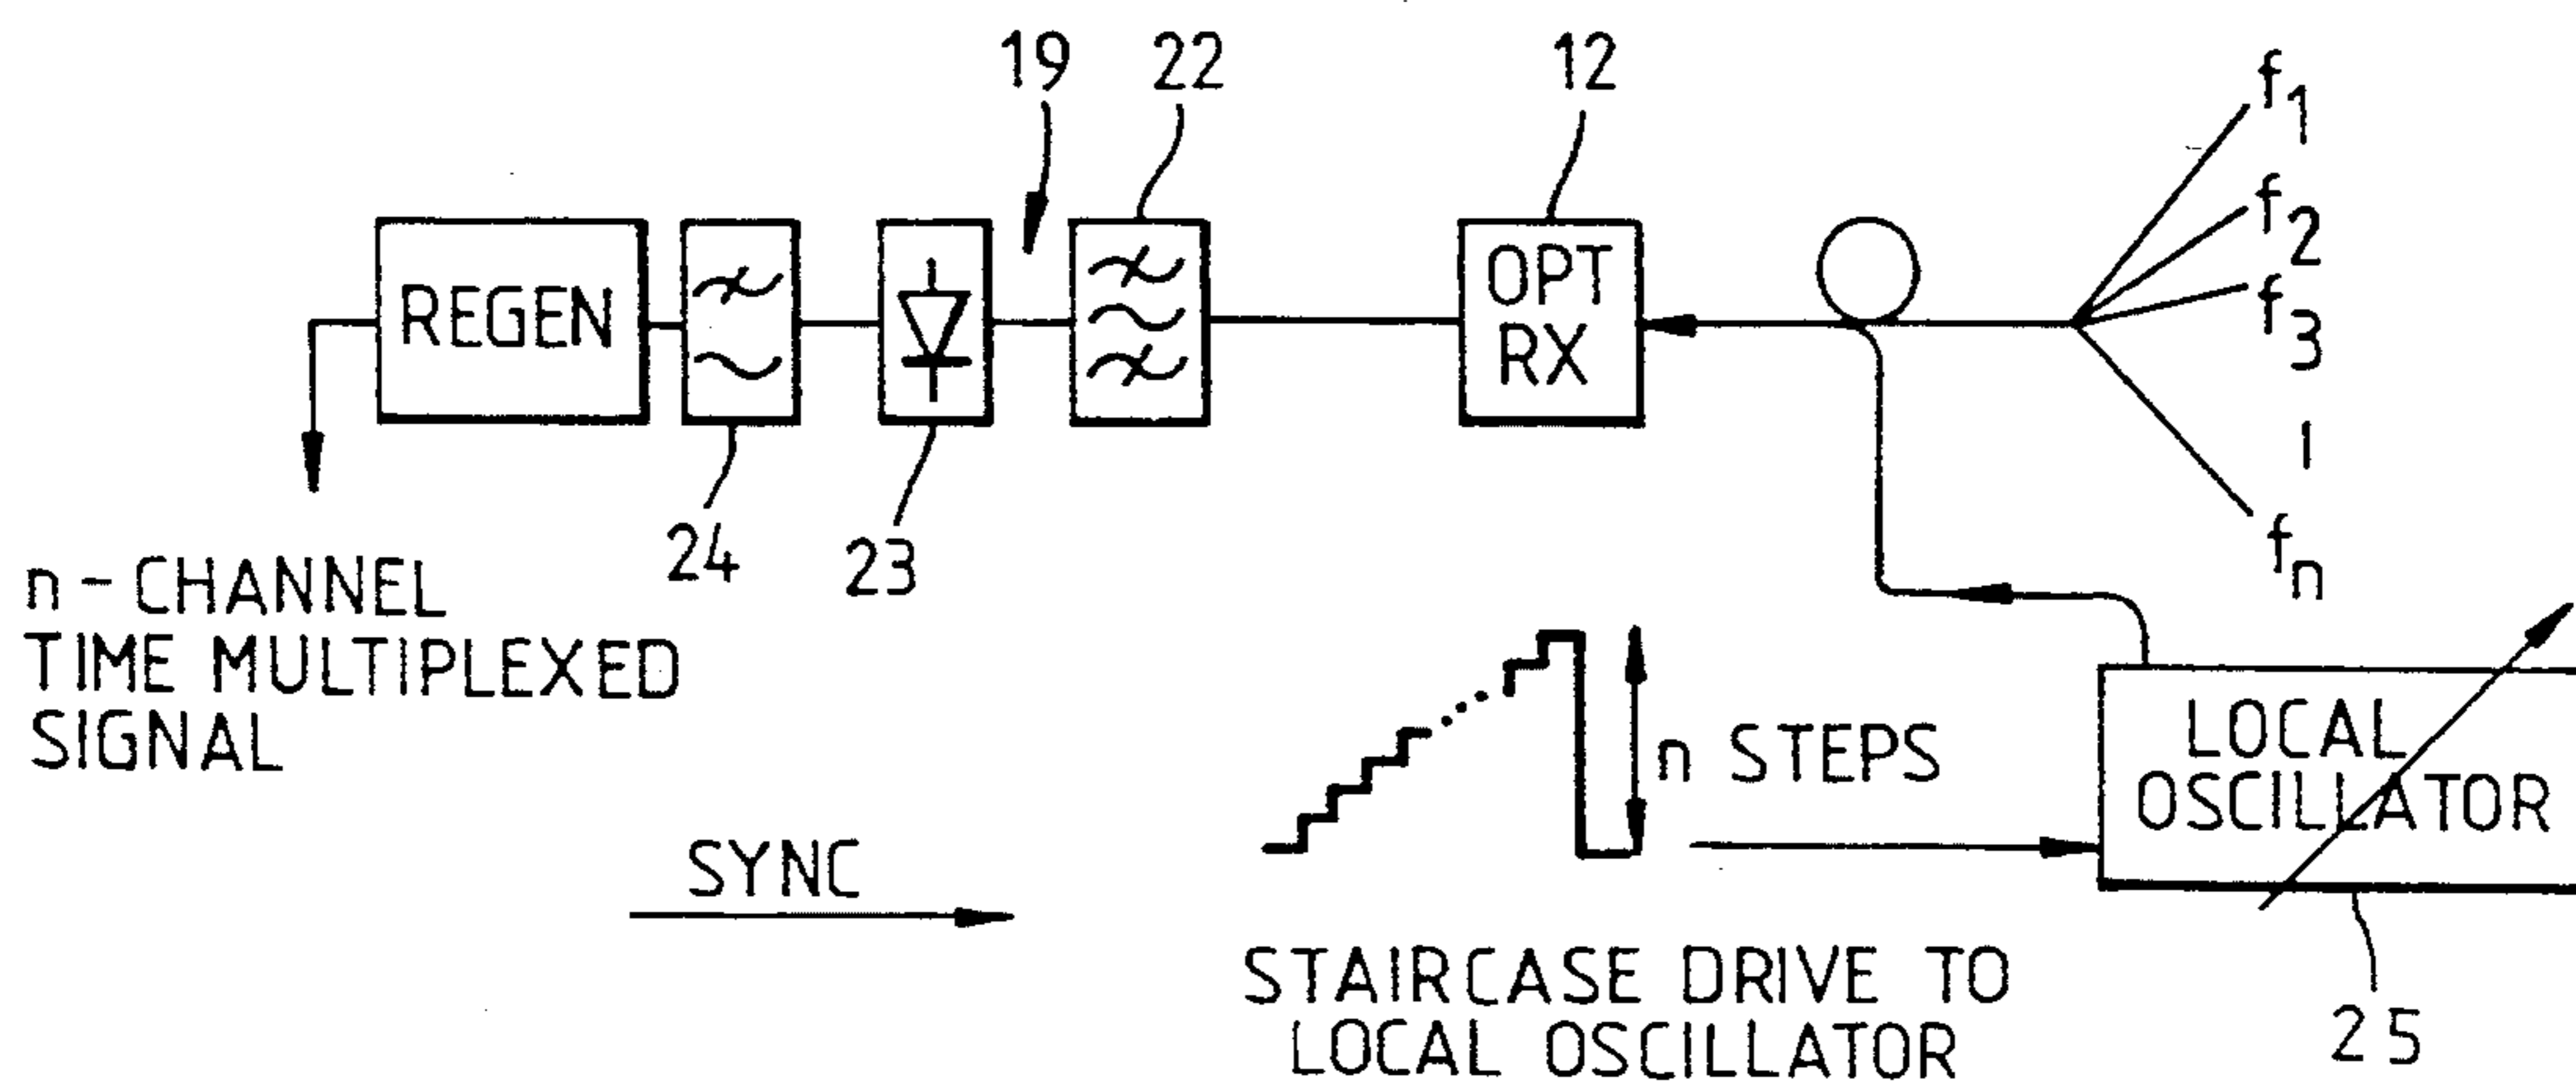 19
22
12
f1
f2
f3
fn
REGEN
OPT
RX
24
23
n-CHANNEL
TIME MULTIPLEXED
SIGNAL
n STEPS
LOCAL
OSCILLATOR
SYNC
STAIRCASE DRIVE TO
LOCAL OSCILLATOR
25